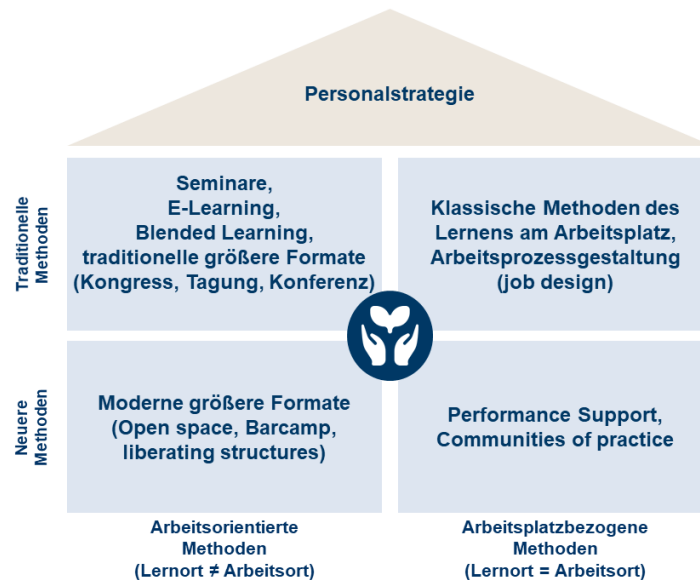 Personalstrategie
Traditionelle
Methoden
Seminare,
E-Learning,
Blended Learning,
traditionelle größere Formate
(Kongress, Tagung, Konferenz)
Klassische Methoden des
Lernens am Arbeitsplatz,
Arbeitsprozessgestaltung
(job design)
Neuere
Methoden
Moderne größere Formate
(Open space, Barcamp,
liberating structures)
Performance Support,
Communities of practice
Arbeitsorientierte
Methoden
(Lernort ≠ Arbeitsort)
Arbeitsplatzbezogene
Methoden
(Lernort = Arbeitsort)